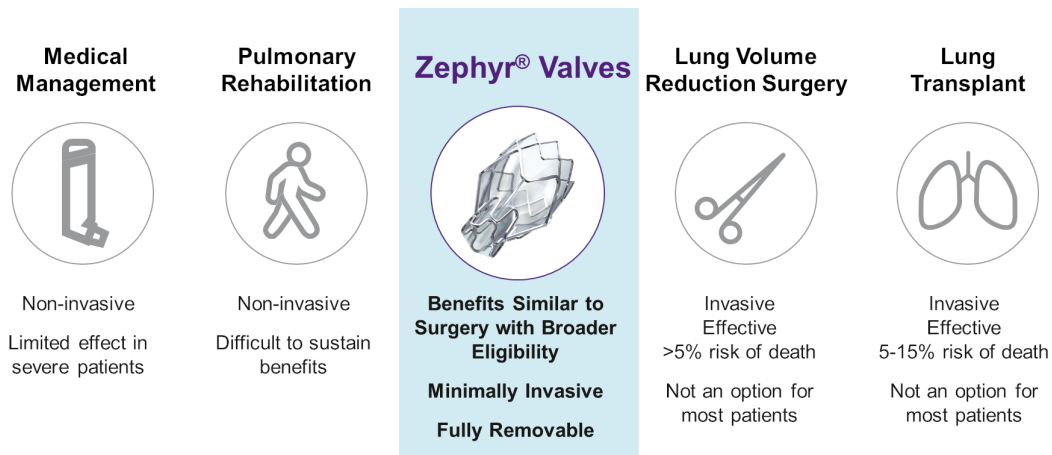 Medical
Management
Non-invasive
Limited effect in
severe patients
Pulmonary
Rehabilitation
Non-invasive
Difficult to sustain
benefits
Zephyr® Valves
Benefits Similar to
Surgery with Broader
Eligibility
Minimally Invasive
Fully Removable
Lung Volume
Reduction Surgery
Invasive
Effective
>5% risk of death
Not an option for
most patients
Lung
Transplant
Invasive
Effective
5-15% risk of death
Not an option for
most patients